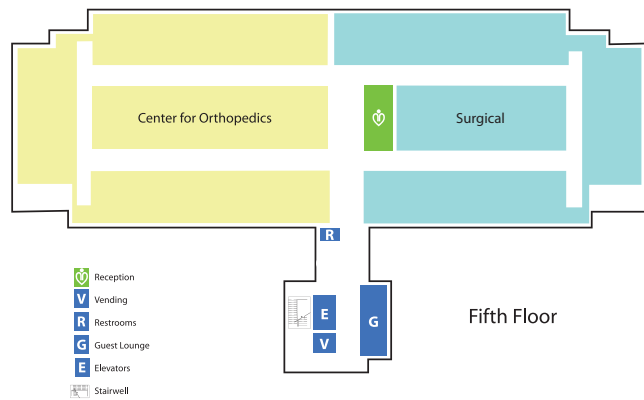 Center for Orthopedics
Surgical
R
E
V
G
Fifth Floor
Reception
V Vending
R Restrooms
G Guest Lounge
E Elevators
Stairwell